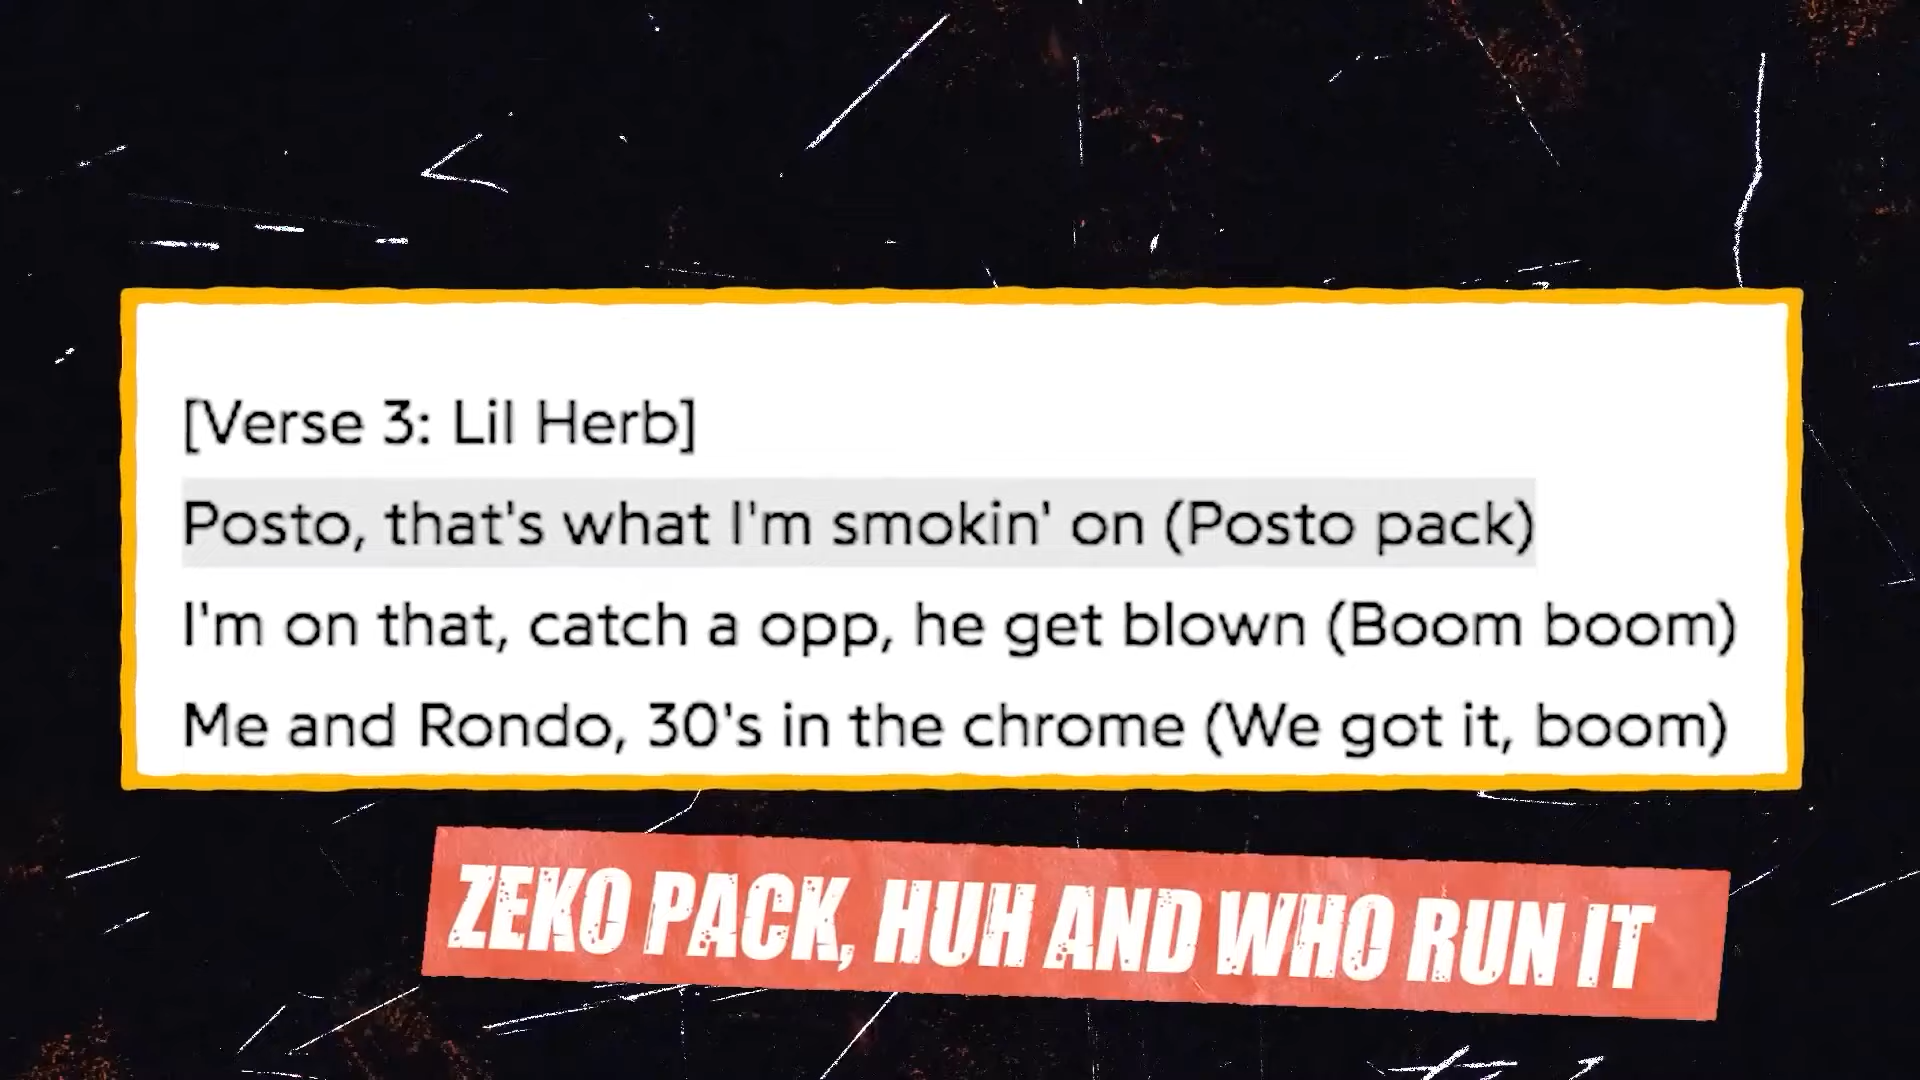 [Verse 3: Lil Herb]
Posto, that's what I'm smokin' on (Posto pack)
I'm on that, catch a opp, he get blown (Boom boom)
Me and Rondo, 30's in the chrome (We got it, boom)
ZEKO PACK, HUH AND WHO RUN IT